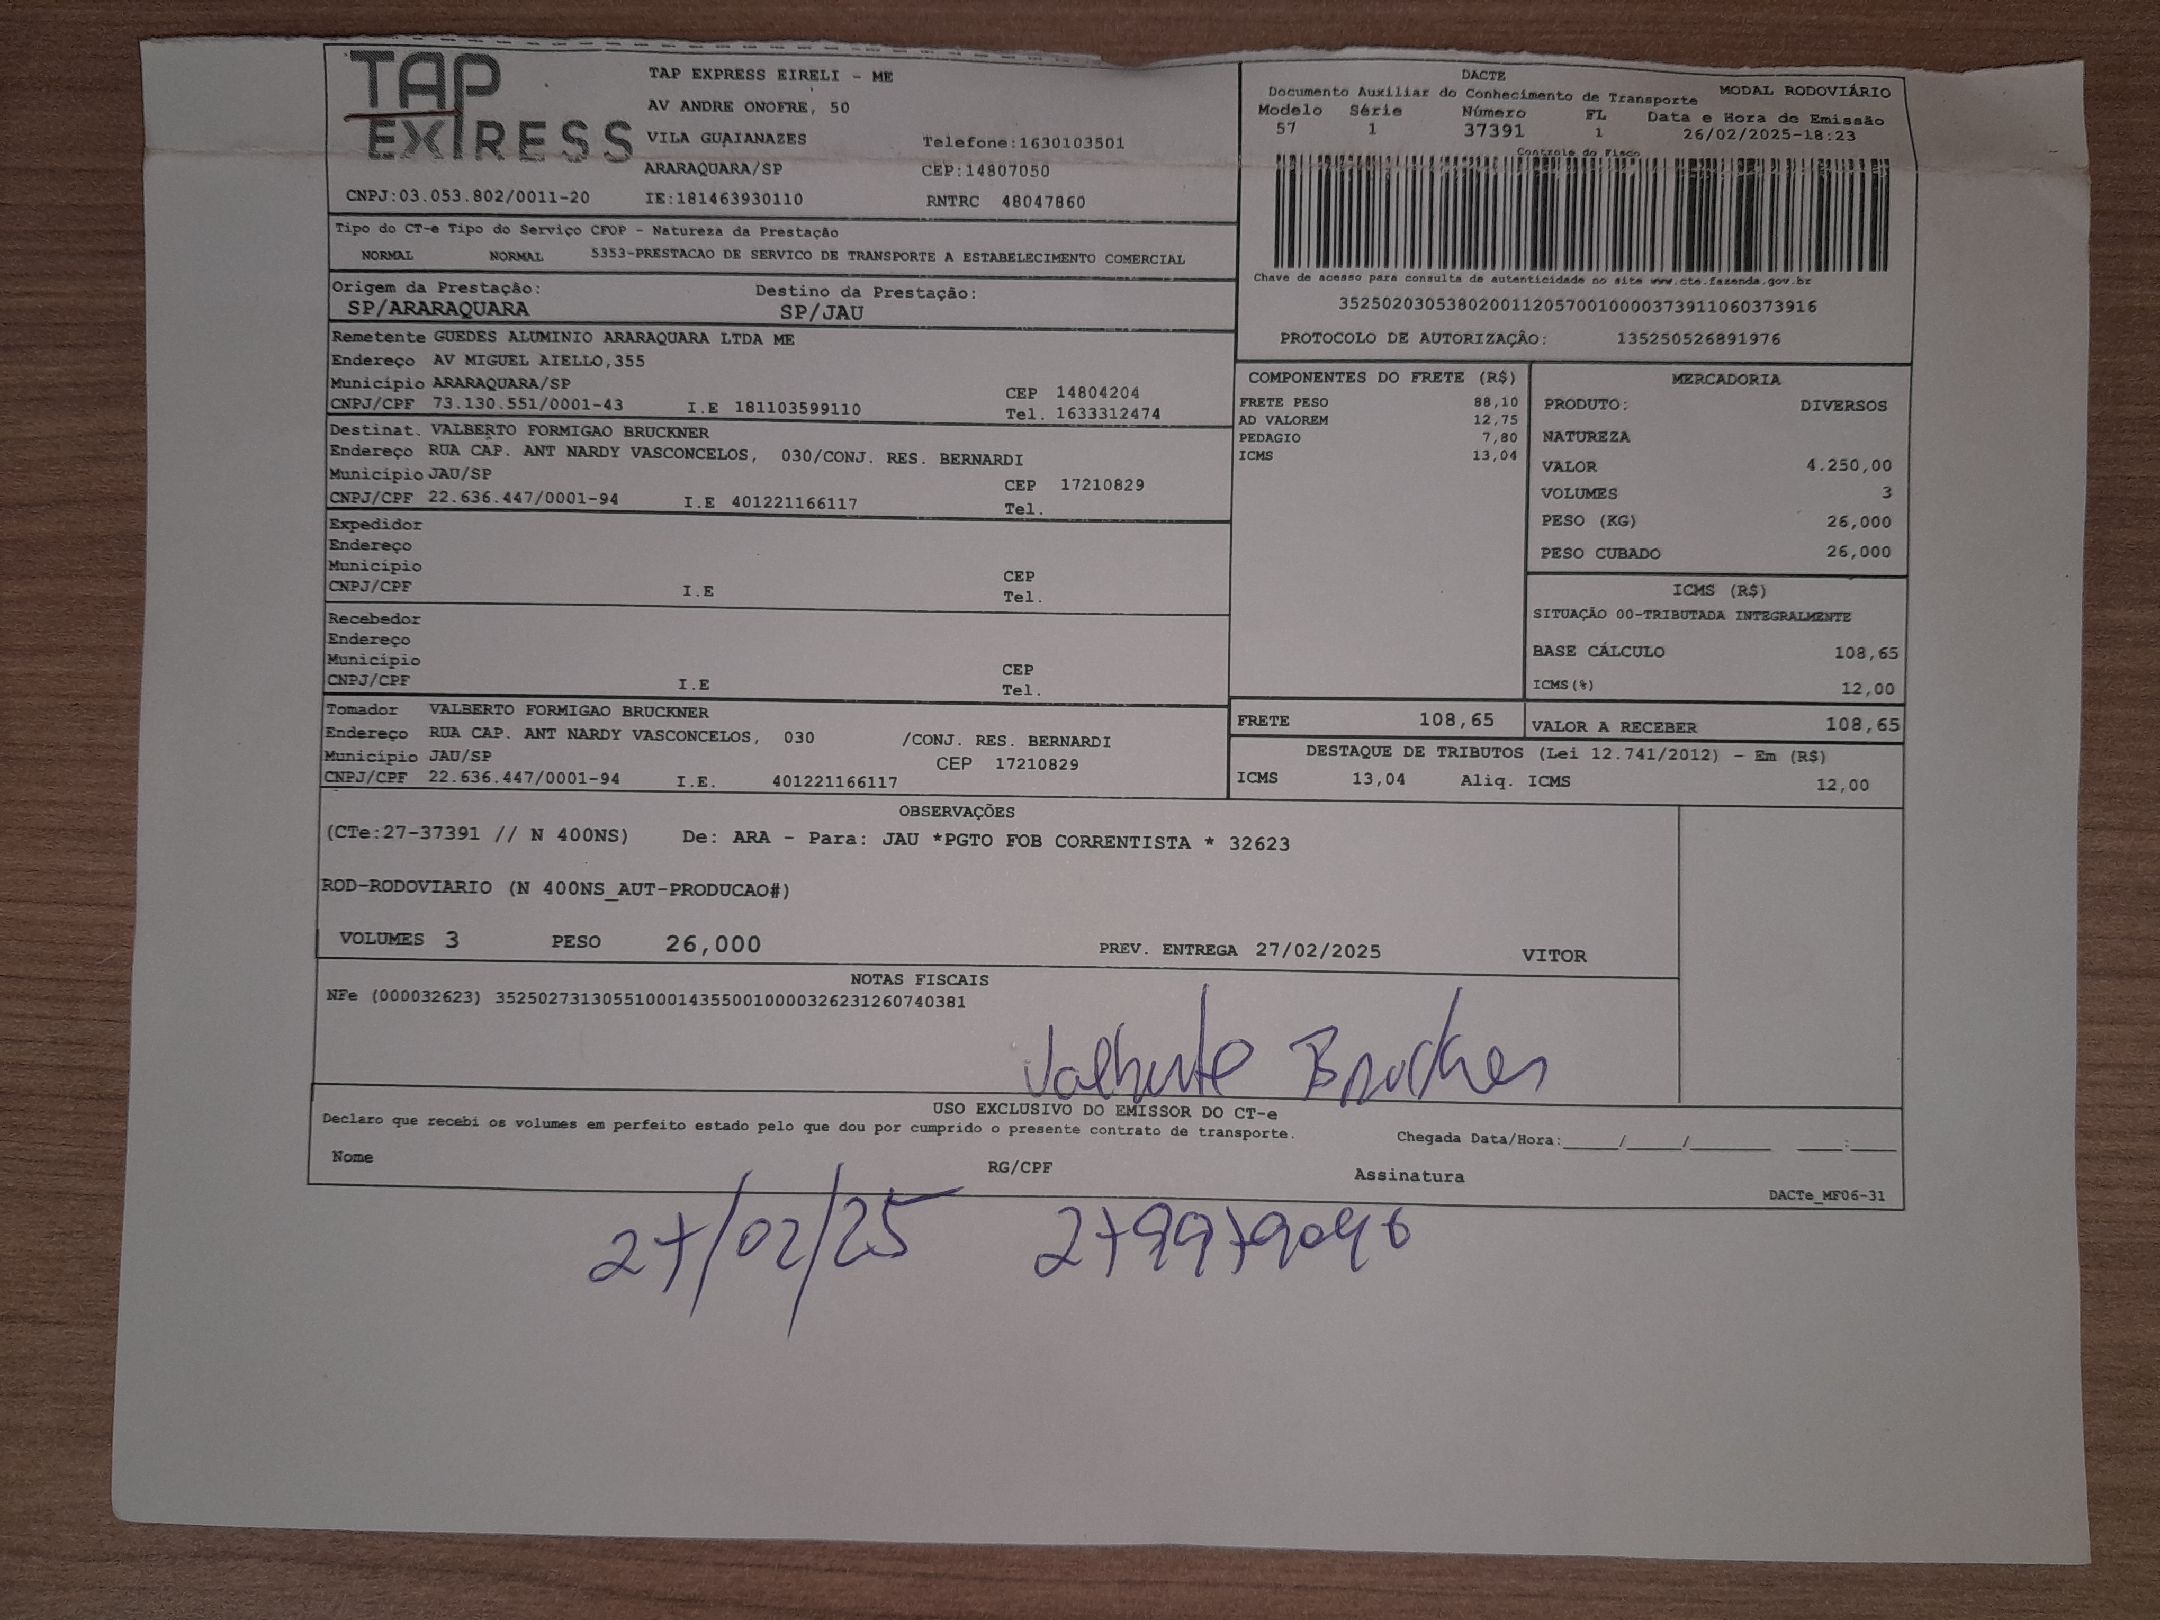 TAP
EXPRESS
TAP EXPRESS EIRELI - ME
AV ANDRE ONOFRE, 50
VILA GUAIANAZES Telefone:1630103501
ARARAQUARA/SP CEP:14807050
CNPJ:03.053.802/0011-20 IE:181463930110 RNTRC 48047860
DACTE MODAL RODOVIÁRIO
Documento Auxiliar do Conhecimento de Transporte
Modelo Série Número FL Data e Hora de Emissão
57 1 37391 1 26/02/2025-18:23
Controle do Fisco
Chave de acesso para consulta de autenticidade no site www.cte.fazenda.gov.br
35250203053802001120570010000373911060373916
PROTOCOLO DE AUTORIZAÇÃO: 135250526891976
Tipo do CT-e Tipo do Serviço CFOP - Natureza da Prestação
NORMAL NORMAL 5353-PRESTACAO DE SERVICO DE TRANSPORTE A ESTABELECIMENTO COMERCIAL
Origem da Prestação: Destino da Prestação:
SP/ARARAQUARA SP/JAU
Remetente GUEDES ALUMINIO ARARAQUARA LTDA ME
Endereço AV MIGUEL AIELLO,355
Município ARARAQUARA/SP CEP 14804204
CNPJ/CPF 73.130.551/0001-43 I.E 181103599110 Tel. 1633312474
Destinat. VALBERTO FORMIGAO BRUCKNER
Endereço RUA CAP. ANT NARDY VASCONCELOS, 030/CONJ. RES. BERNARDI
Município JAU/SP CEP 17210829
CNPJ/CPF 22.636.447/0001-94 I.E 401221166117 Tel.
Expedidor
Endereço
Município CEP
CNPJ/CPF I.E Tel.
Recebedor
Endereço
Município CEP
CNPJ/CPF I.E Tel.
Tomador VALBERTO FORMIGAO BRUCKNER
Endereço RUA CAP. ANT NARDY VASCONCELOS, 030 /CONJ. RES. BERNARDI
Município JAU/SP CEP 17210829
CNPJ/CPF 22.636.447/0001-94 I.E. 401221166117
COMPONENTES DO FRETE (R$)
FRETE PESO 88,10
AD VALOREM 12,75
PEDAGIO 7,80
ICMS 13,04
MERCADORIA
PRODUTO: DIVERSOS
NATUREZA
VALOR 4.250,00
VOLUMES 3
PESO (KG) 26,000
PESO CUBADO 26,000
ICMS (R$)
SITUAÇÃO 00-TRIBUTADA INTEGRALMENTE
BASE CÁLCULO 108,65
ICMS(%) 12,00
FRETE 108,65 VALOR A RECEBER 108,65
DESTAQUE DE TRIBUTOS (Lei 12.741/2012) - Em (R$)
ICMS 13,04 Aliq. ICMS 12,00
OBSERVAÇÕES
(CTe:27-37391 // N 400NS) De: ARA - Para: JAU *PGTO FOB CORRENTISTA * 32623
ROD-RODOVIARIO (N 400NS_AUT-PRODUCAO#)
VOLUMES 3 PESO 26,000 PREV. ENTREGA 27/02/2025 VITOR
NOTAS FISCAIS
NFe (000032623) 35250273130551000143550010000326231260740381
Valberto Bruckner
USO EXCLUSIVO DO EMISSOR DO CT-e
Declaro que recebi os volumes em perfeito estado pelo que dou por cumprido o presente contrato de transporte. Chegada Data/Hora:____/____/______ ___:___
Nome RG/CPF Assinatura
DACTe_MF06-31
27/02/25 279979046